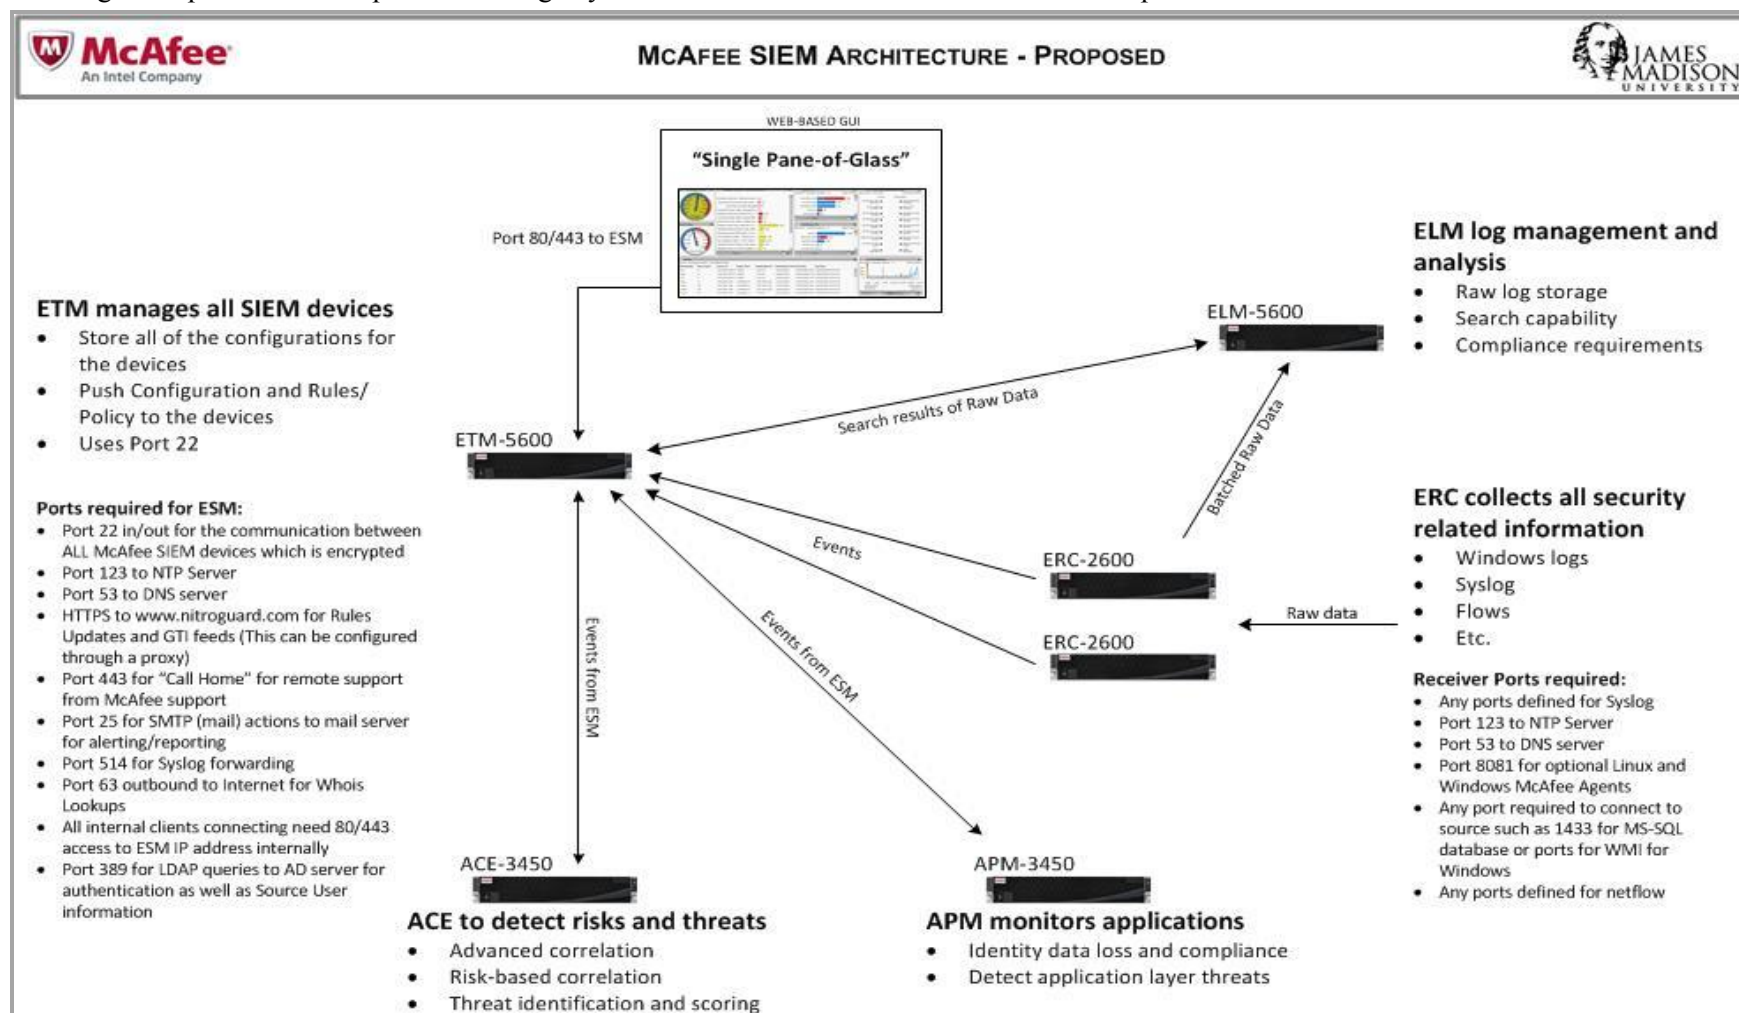 McAfee
An Intel Company
MCAFEE SIEM ARCHITECTURE - PROPOSED
JAMES
MADISON
UNIVERSITY
WEB-BASED GUI
“Single Pane-of-Glass”
Port 80/443 to ESM
ETM manages all SIEM devices
• Store all of the configurations for
the devices
• Push Configuration and Rules/
Policy to the devices
• Uses Port 22
Ports required for ESM:
• Port 22 in/out for the communication between
ALL McAfee SIEM devices which is encrypted
• Port 123 to NTP Server
• Port 53 to DNS server
• HTTPS to www.nitroguard.com for Rules
Updates and GTI feeds (This can be configured
through a proxy)
• Port 443 for “Call Home” for remote support
from McAfee support
• Port 25 for SMTP (mail) actions to mail server
for alerting/reporting
• Port 514 for Syslog forwarding
• Port 63 outbound to Internet for Whois
Lookups
• All internal clients connecting need 80/443
access to ESM IP address internally
• Port 389 for LDAP queries to AD server for
authentication as well as Source User
information
ETM-5600
Search results of Raw Data
Events
Events from ESM
Events from ESM
ELM-5600
Batched Raw Data
ERC-2600
ERC-2600
Raw data
ELM log management and
analysis
• Raw log storage
• Search capability
• Compliance requirements
ERC collects all security
related information
• Windows logs
• Syslog
• Flows
• Etc.
Receiver Ports required:
• Any ports defined for Syslog
• Port 123 to NTP Server
• Port 53 to DNS server
• Port 8081 for optional Linux and
Windows McAfee Agents
• Any port required to connect to
source such as 1433 for MS-SQL
database or ports for WMI for
Windows
• Any ports defined for netflow
ACE-3450
ACE to detect risks and threats
• Advanced correlation
• Risk-based correlation
• Threat identification and scoring
APM-3450
APM monitors applications
• Identity data loss and compliance
• Detect application layer threats